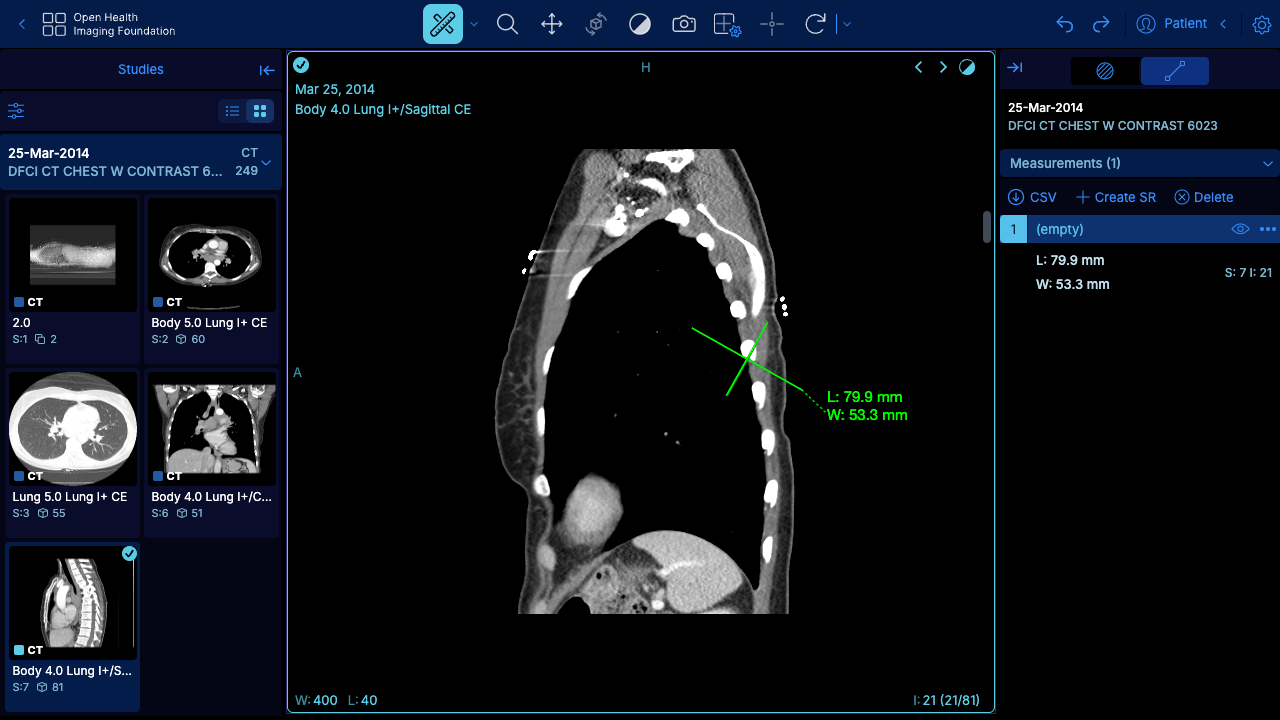 Open Health
Imaging Foundation
Patient
Studies
25-Mar-2014 CT
DFCI CT CHEST W CONTRAST 6... 249
CT
2.0
S:1 2
CT
Body 5.0 Lung I+ CE
S:2 60
CT
Lung 5.0 Lung I+ CE
S:3 55
CT
Body 4.0 Lung I+/C...
S:6 51
CT
Body 4.0 Lung I+/S...
S:7 81
H
Mar 25, 2014
Body 4.0 Lung I+/Sagittal CE
A
L: 79.9 mm
W: 53.3 mm
W: 400 L: 40
I: 21 (21/81)
25-Mar-2014
DFCI CT CHEST W CONTRAST 6023
Measurements (1)
CSV Create SR Delete
1 (empty)
L: 79.9 mm
W: 53.3 mm
S: 7 I: 21